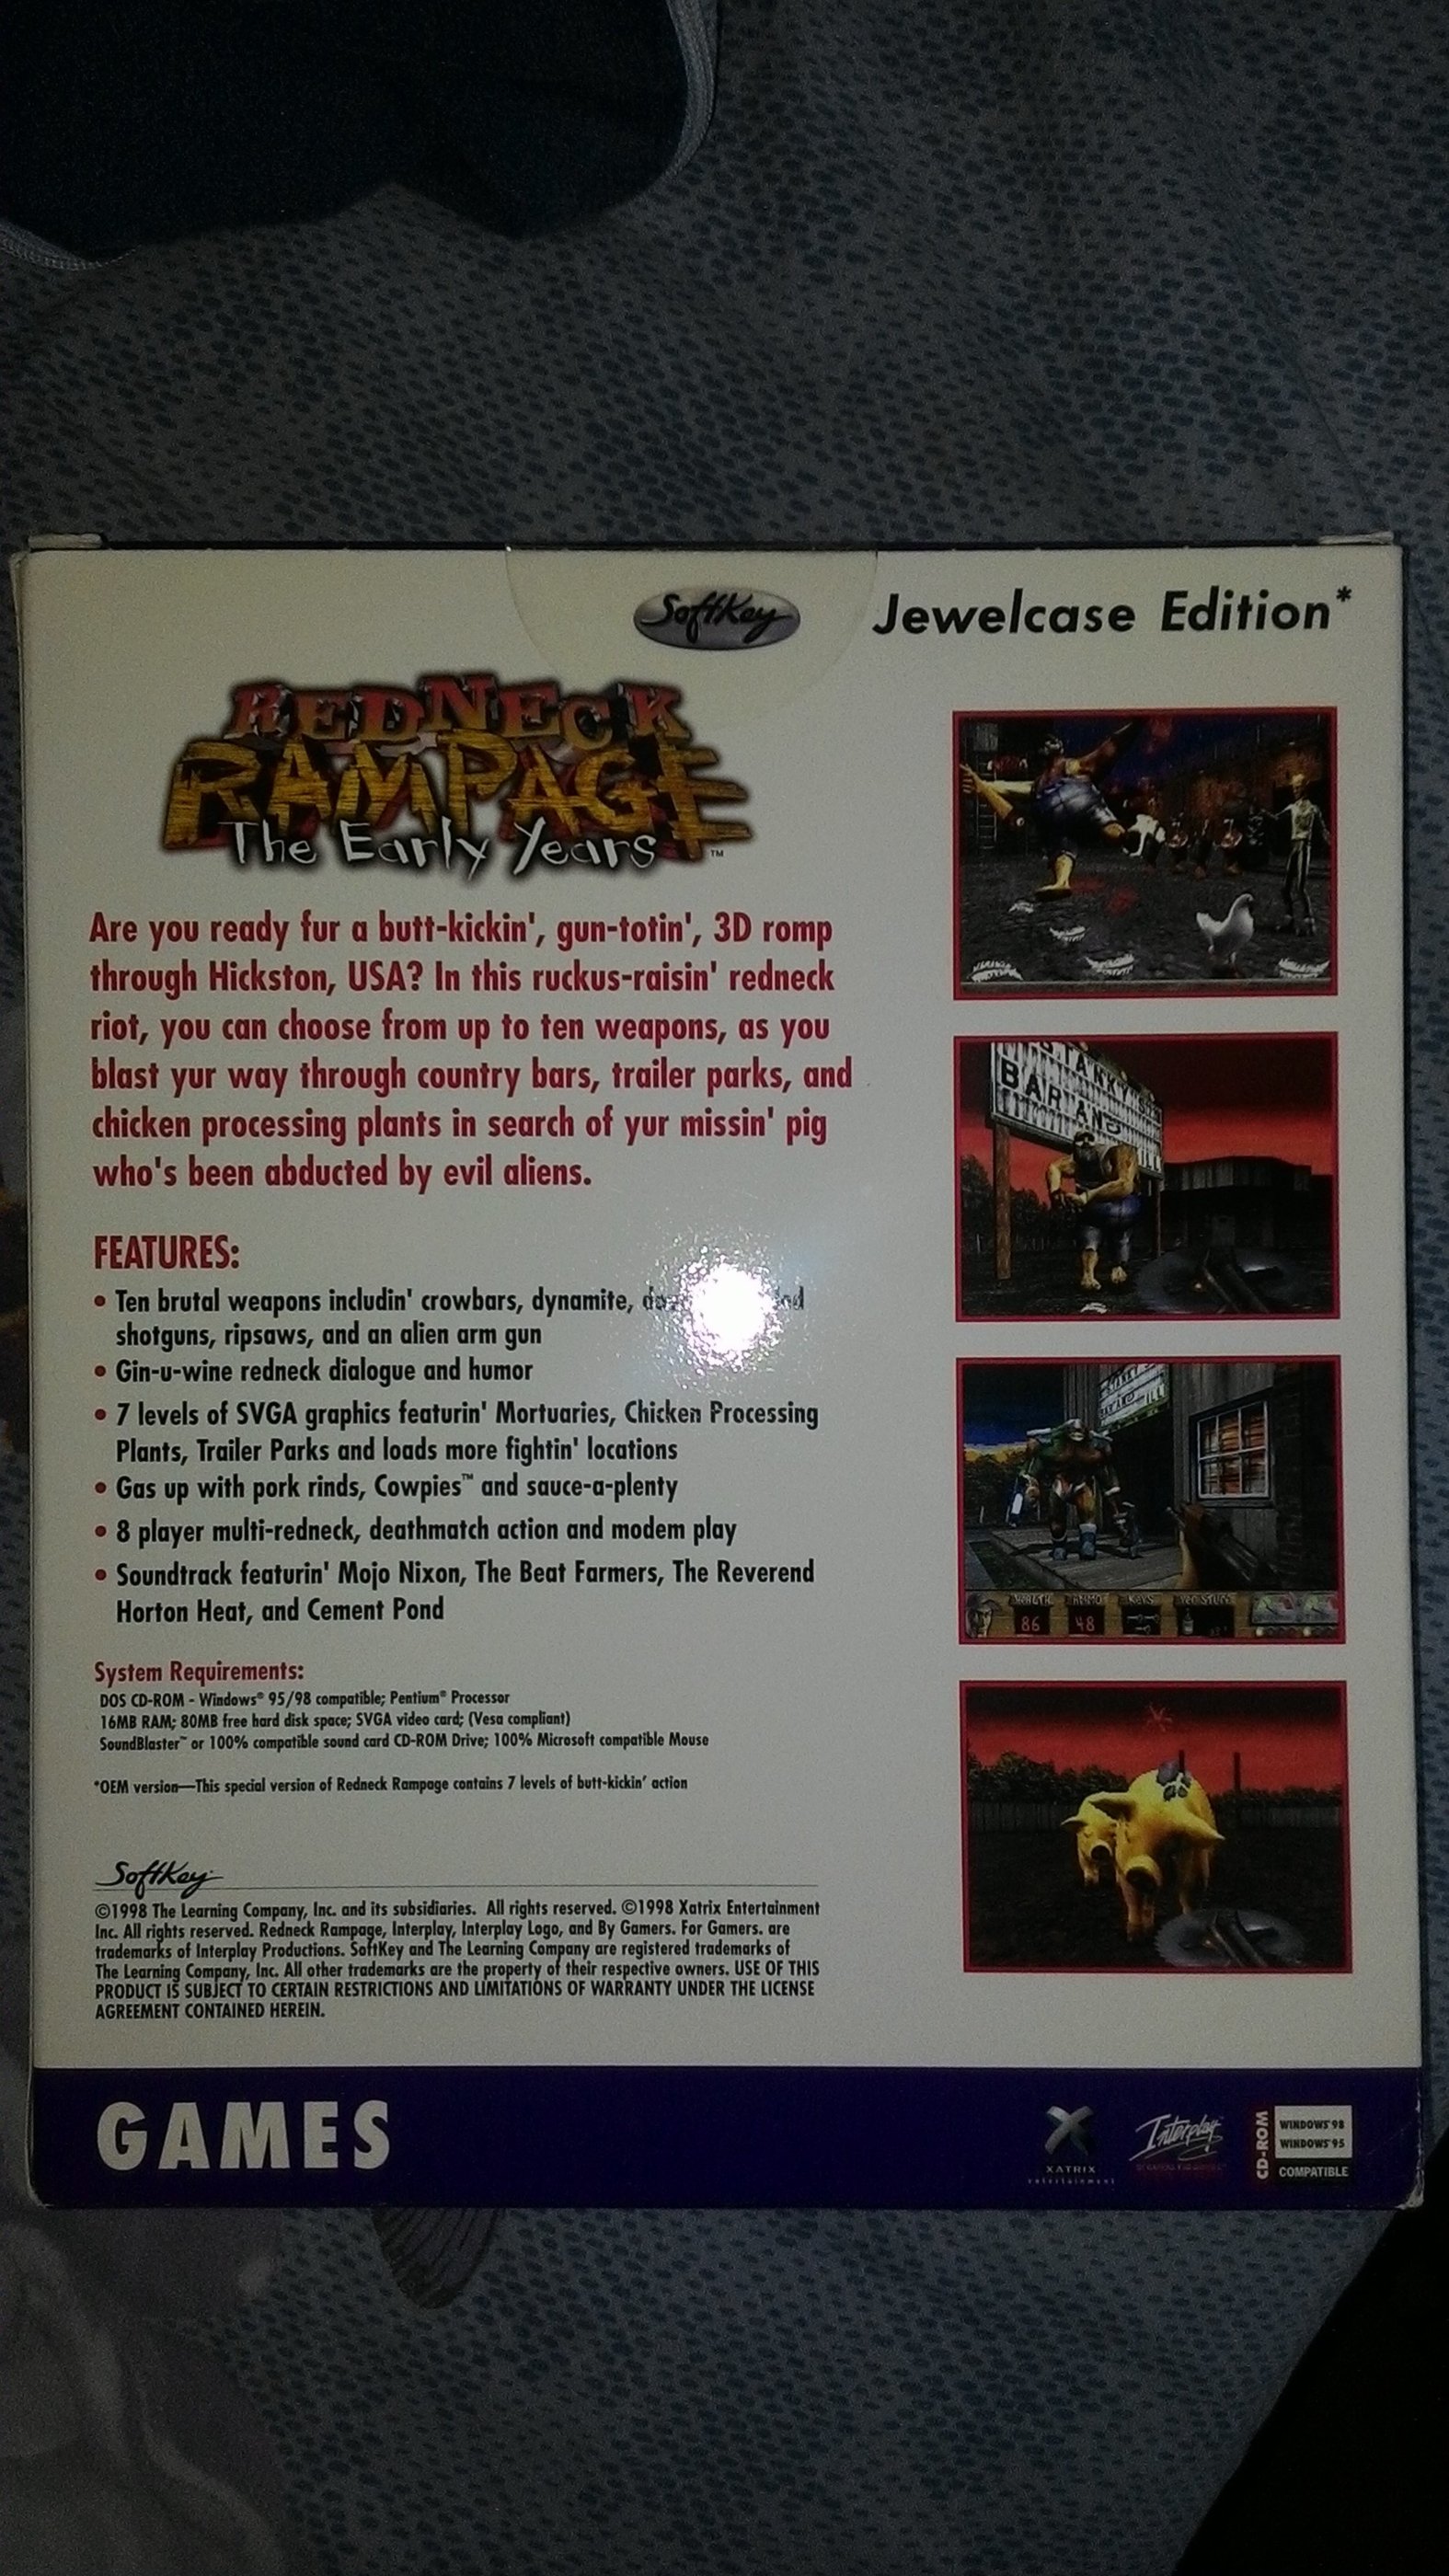 SoftKey
Jewelcase Edition*
REDNECK
RAMPAGE
The Early Years™
Are you ready fur a butt-kickin', gun-totin', 3D romp
through Hickston, USA? In this ruckus-raisin' redneck
riot, you can choose from up to ten weapons, as you
blast yur way through country bars, trailer parks, and
chicken processing plants in search of yur missin' pig
who's been abducted by evil aliens.
FEATURES:
• Ten brutal weapons includin' crowbars, dynamite,
shotguns, ripsaws, and an alien arm gun
• Gin-u-wine redneck dialogue and humor
• 7 levels of SVGA graphics featurin' Mortuaries, Chicken Processing
Plants, Trailer Parks and loads more fightin' locations
• Gas up with pork rinds, Cowpies™ and sauce-a-plenty
• 8 player multi-redneck, deathmatch action and modem play
• Soundtrack featurin' Mojo Nixon, The Beat Farmers, The Reverend
Horton Heat, and Cement Pond
System Requirements:
DOS CD-ROM - Windows® 95/98 compatible; Pentium® Processor
16MB RAM; 80MB free hard disk space; SVGA video card; (Vesa compliant)
SoundBlaster™ or 100% compatible sound card CD-ROM Drive; 100% Microsoft compatible Mouse
*OEM version—This special version of Redneck Rampage contains 7 levels of butt-kickin' action
SoftKey
©1998 The Learning Company, Inc. and its subsidiaries. All rights reserved. ©1998 Xatrix Entertainment
Inc. All rights reserved. Redneck Rampage, Interplay, Interplay Logo, and By Gamers. For Gamers. are
trademarks of Interplay Productions. SoftKey and The Learning Company are registered trademarks of
The Learning Company, Inc. All other trademarks are the property of their respective owners. USE OF THIS
PRODUCT IS SUBJECT TO CERTAIN RESTRICTIONS AND LIMITATIONS OF WARRANTY UNDER THE LICENSE
AGREEMENT CONTAINED HEREIN.
BAR AND
HEALTH
AMMO
KEYS
YER STUFF
86
48
GAMES
XATRIX
entertainment
Interplay
CD-ROM
WINDOWS 98
WINDOWS 95
COMPATIBLE